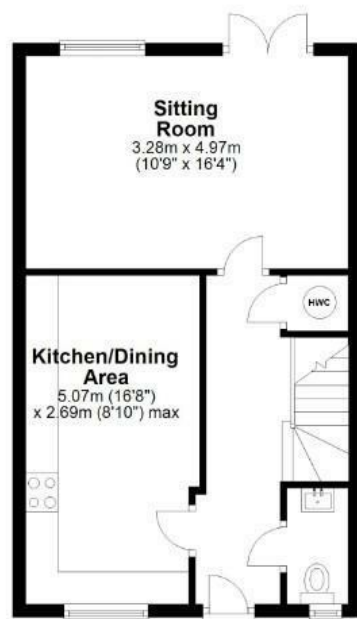 Sitting
Room
3.28m x 4.97m
(10'9" x 16'4")
HWC
Kitchen/Dining
Area
5.07m (16'8")
x 2.69m (8'10") max